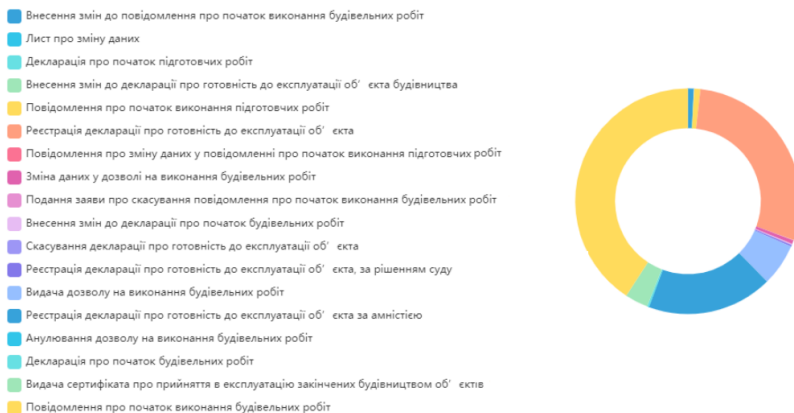 Внесення змін до повідомлення про початок виконання будівельних робіт
Лист про зміну даних
Декларація про початок підготовчих робіт
Внесення змін до декларації про готовність до експлуатації об’єкта будівництва
Повідомлення про початок виконання підготовчих робіт
Реєстрація декларації про готовність до експлуатації об’єкта
Повідомлення про зміну даних у повідомленні про початок виконання підготовчих робіт
Зміна даних у дозволі на виконання будівельних робіт
Подання заяви про скасування повідомлення про початок виконання будівельних робіт
Внесення змін до декларації про початок будівельних робіт
Скасування декларації про готовність до експлуатації об’єкта
Реєстрація декларації про готовність до експлуатації об’єкта, за рішенням суду
Видача дозволу на виконання будівельних робіт
Реєстрація декларації про готовність до експлуатації об’єкта за амністією
Анулювання дозволу на виконання будівельних робіт
Декларація про початок будівельних робіт
Видача сертифіката про прийняття в експлуатацію закінчених будівництвом об’єктів
Повідомлення про початок виконання будівельних робіт